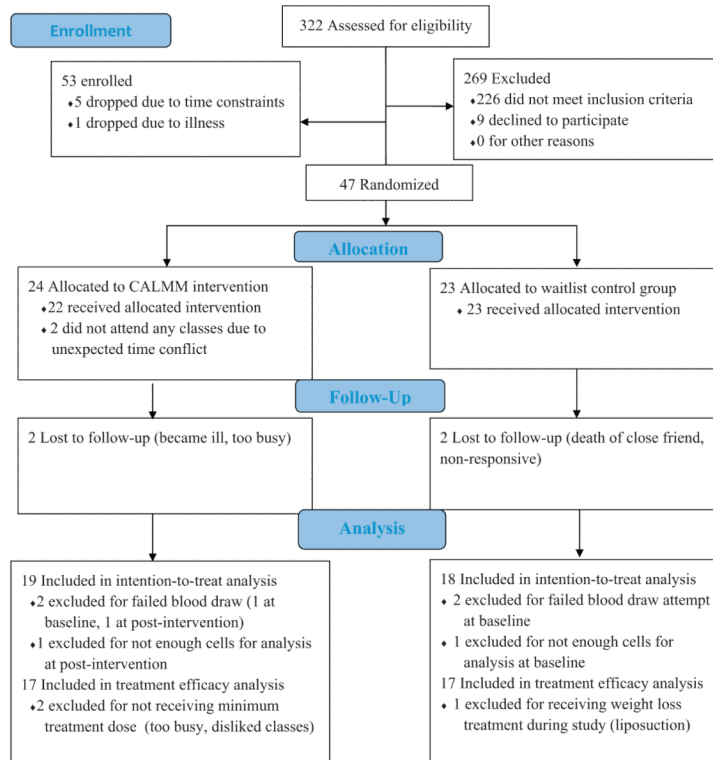 Enrollment
322 Assessed for eligibility
53 enrolled
⬧5 dropped due to time constraints
⬧1 dropped due to illness
269 Excluded
⬧226 did not meet inclusion criteria
⬧9 declined to participate
⬧0 for other reasons
47 Randomized
Allocation
24 Allocated to CALMM intervention
⬧22 received allocated intervention
⬧2 did not attend any classes due to
unexpected time conflict
23 Allocated to waitlist control group
⬧ 23 received allocated intervention
Follow-Up
2 Lost to follow-up (became ill, too busy)
2 Lost to follow-up (death of close friend,
non-responsive)
Analysis
19 Included in intention-to-treat analysis
⬧2 excluded for failed blood draw (1 at
baseline, 1 at post-intervention)
⬧1 excluded for not enough cells for analysis
at post-intervention
17 Included in treatment efficacy analysis
⬧2 excluded for not receiving minimum
treatment dose (too busy, disliked classes)
18 Included in intention-to-treat analysis
⬧ 2 excluded for failed blood draw attempt
at baseline
⬧ 1 excluded for not enough cells for
analysis at baseline
17 Included in treatment efficacy analysis
⬧ 1 excluded for receiving weight loss
treatment during study (liposuction)